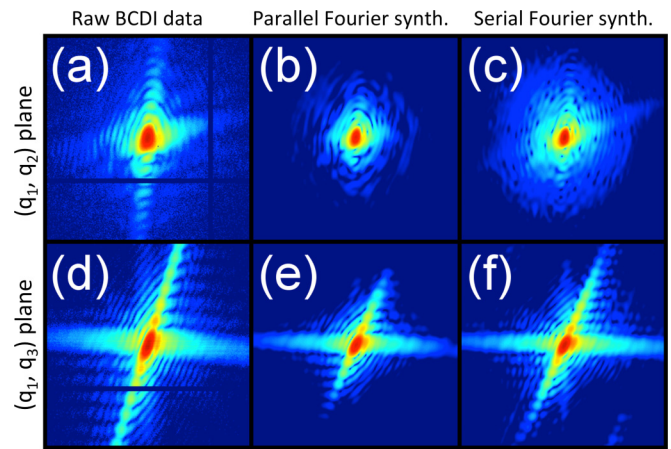 Raw BCDI data Parallel Fourier synth. Serial Fourier synth.
(q₁, q₂) plane
(a) (b) (c)
(q₁, q₃) plane
(d) (e) (f)